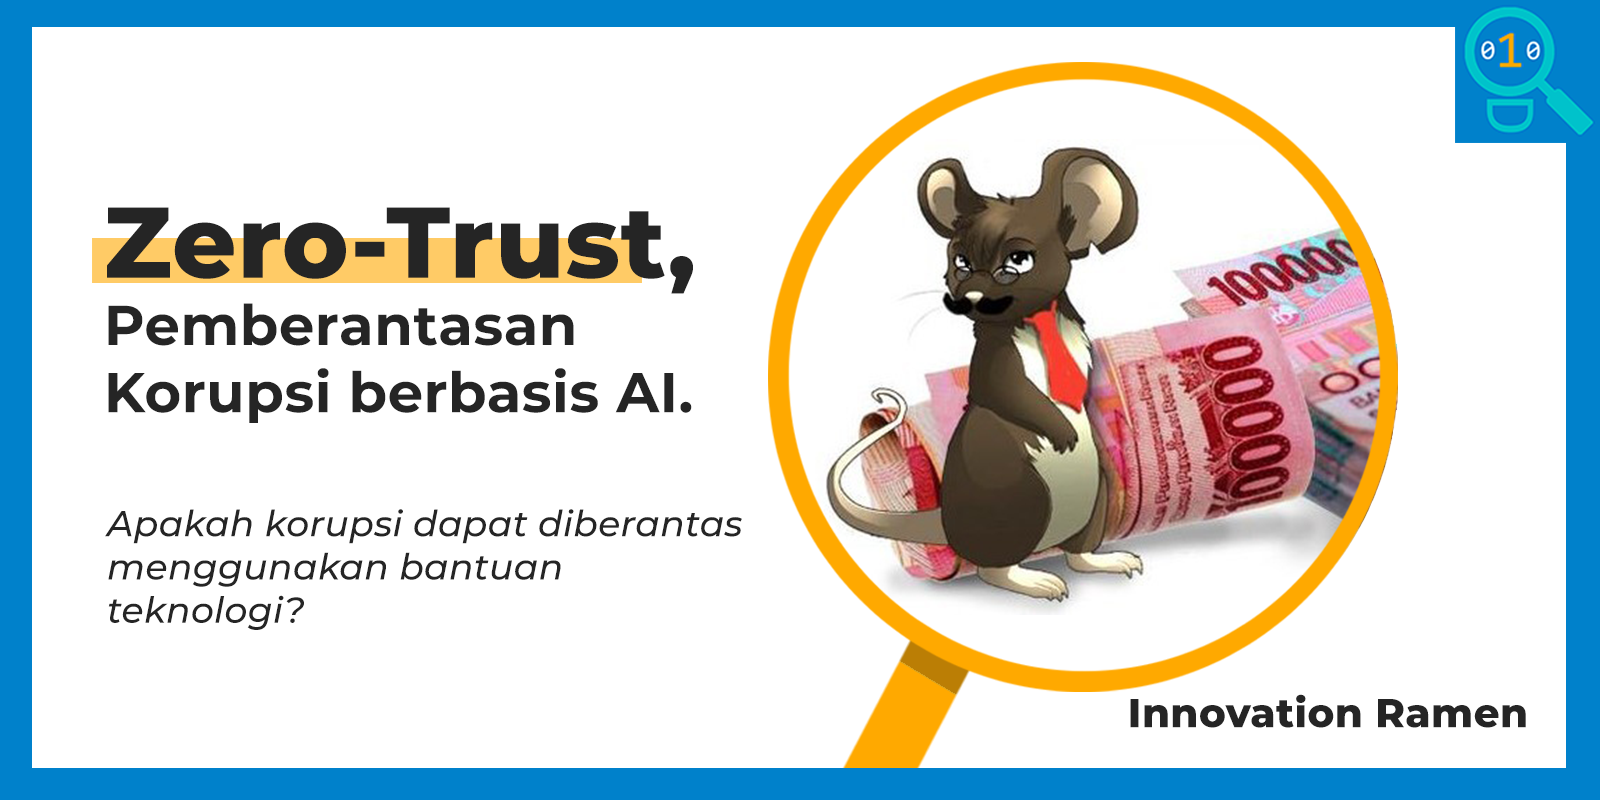 010
Zero-Trust,
Pemberantasan
Korupsi berbasis AI.
Apakah korupsi dapat diberantas
menggunakan bantuan
teknologi?
100000
100000
Innovation Ramen